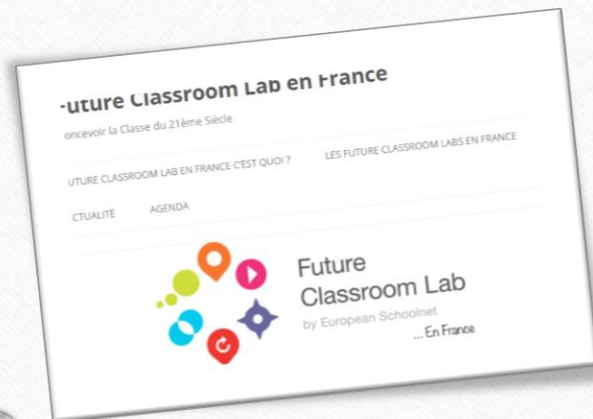 uture Classroom Lab en France
oncevoir la Classe du 21ème Siècle
UTURE CLASSROOM LAB EN FRANCE C'EST QUOI ?
LES FUTURE CLASSROOM LABS EN FRANCE
CTUALITÉ
AGENDA
Future
Classroom Lab
by European Schoolnet
... En France